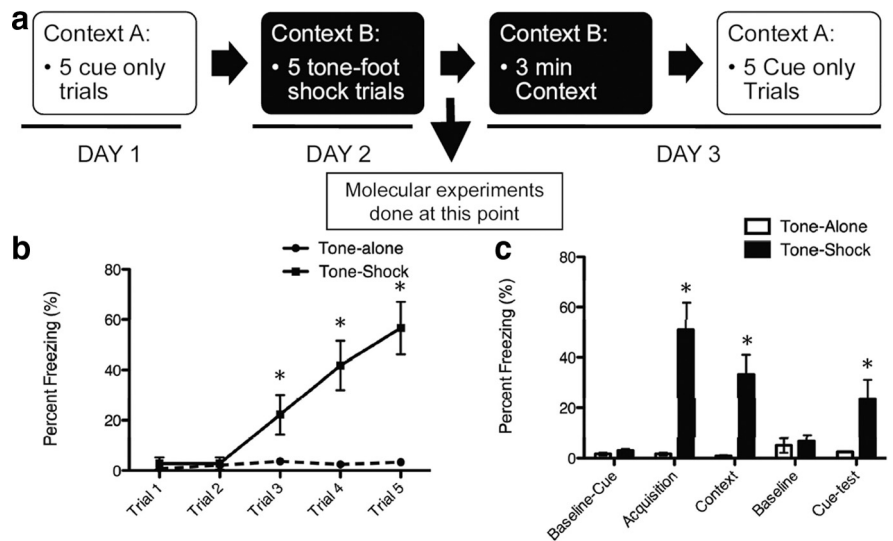 a
Context A:
• 5 cue only
trials
Context B:
• 5 tone-foot
shock trials
Context B:
• 3 min
Context
Context A:
• 5 Cue only
Trials
DAY 1
DAY 2
DAY 3
Molecular experiments
done at this point
b
Tone-alone
Tone-Shock
Percent Freezing (%)
80
60
40
20
0
*
*
*
Trial 1
Trial 2
Trial 3
Trial 4
Trial 5
c
Tone-Alone
Tone-Shock
Percent Freezing (%)
80
60
40
20
0
*
*
*
Baseline-Cue
Acquisition
Context
Baseline
Cue-test